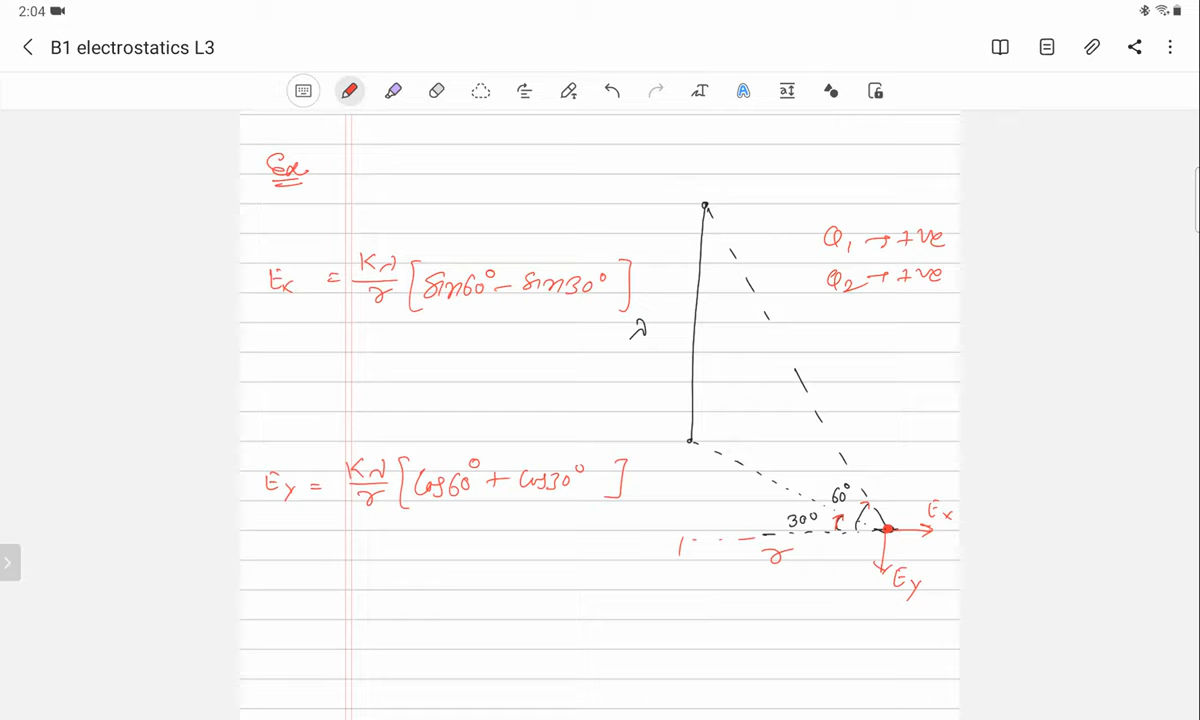 2:04
B1 electrostatics L3
Ex
Ex = Kλ/r [sin60° - sin30°]
Q1 → +ve
Q2 → +ve
λ
Ey = Kλ/r [cos60° + cos30°]
60°
30°
r
Ex
Ey